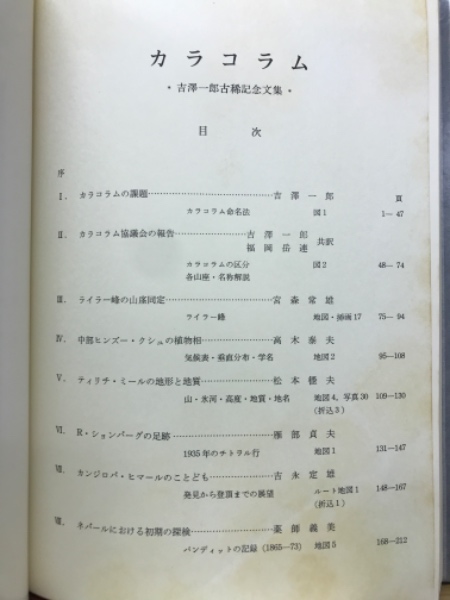 カラコラム
* 吉澤一郎古稀記念文集 *
目 次
序
I. カラコラムの課題……………………吉澤一郎 頁
カラコラム命名法 図1 1—47
II. カラコラム協議会の報告……………吉澤一郎
福岡岳連 共訳
カラコラムの区分 図2 48—74
各山座・名称解説
III. ライラー峰の山座同定………………宮森常雄
ライラー峰 地図・挿画17 75—94
IV. 中部ヒンズー・クシュの植物相……高木泰夫
気候表・垂直分布・学名 地図2 95—108
V. ティリチ・ミールの地形と地質……松本㣲夫
山・氷河・高度・地質・地名 地図4, 写真30 109—130
(折込3)
VI. R・ションバーグの足跡……………雁部貞夫
1935年のチトラル行 地図1 131—147
VII. カンジロバ・ヒマールのことども……吉永定雄
発見から登頂までの展望 ルート地図1 148—167
(折込1)
VIII. ネパールにおける初期の探検………薬師義美
パンディットの記録 (1865—73) 地図5 168—212